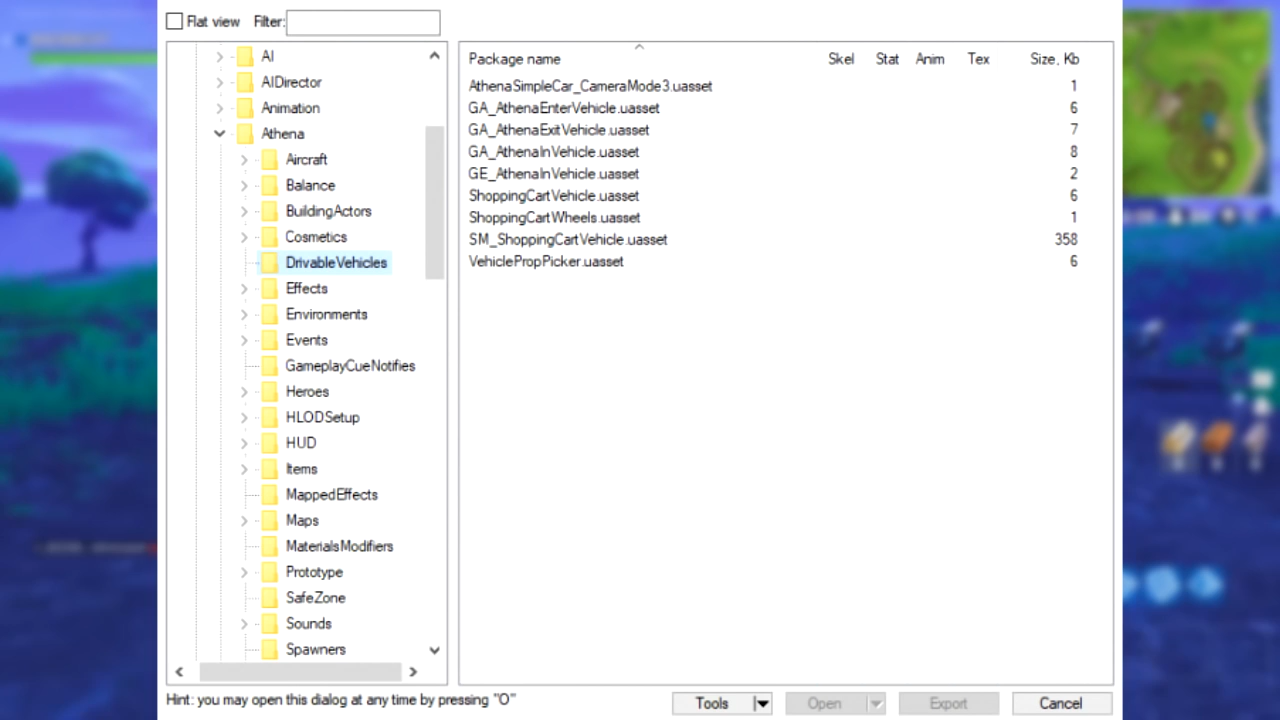 Flat view Filter:
AI
AIDirector
Animation
Athena
Aircraft
Balance
BuildingActors
Cosmetics
DrivableVehicles
Effects
Environments
Events
GameplayCueNotifies
Heroes
HLODSetup
HUD
Items
MappedEffects
Maps
MaterialsModifiers
Prototype
SafeZone
Sounds
Spawners
Package name Skel Stat Anim Tex Size, Kb
AthenaSimpleCar_CameraMode3.uasset 1
GA_AthenaEnterVehicle.uasset 6
GA_AthenaExitVehicle.uasset 7
GA_AthenaInVehicle.uasset 8
GE_AthenaInVehicle.uasset 2
ShoppingCartVehicle.uasset 6
ShoppingCartWheels.uasset 1
SM_ShoppingCartVehicle.uasset 358
VehiclePropPicker.uasset 6
Hint: you may open this dialog at any time by pressing "O"
Tools Open Export Cancel